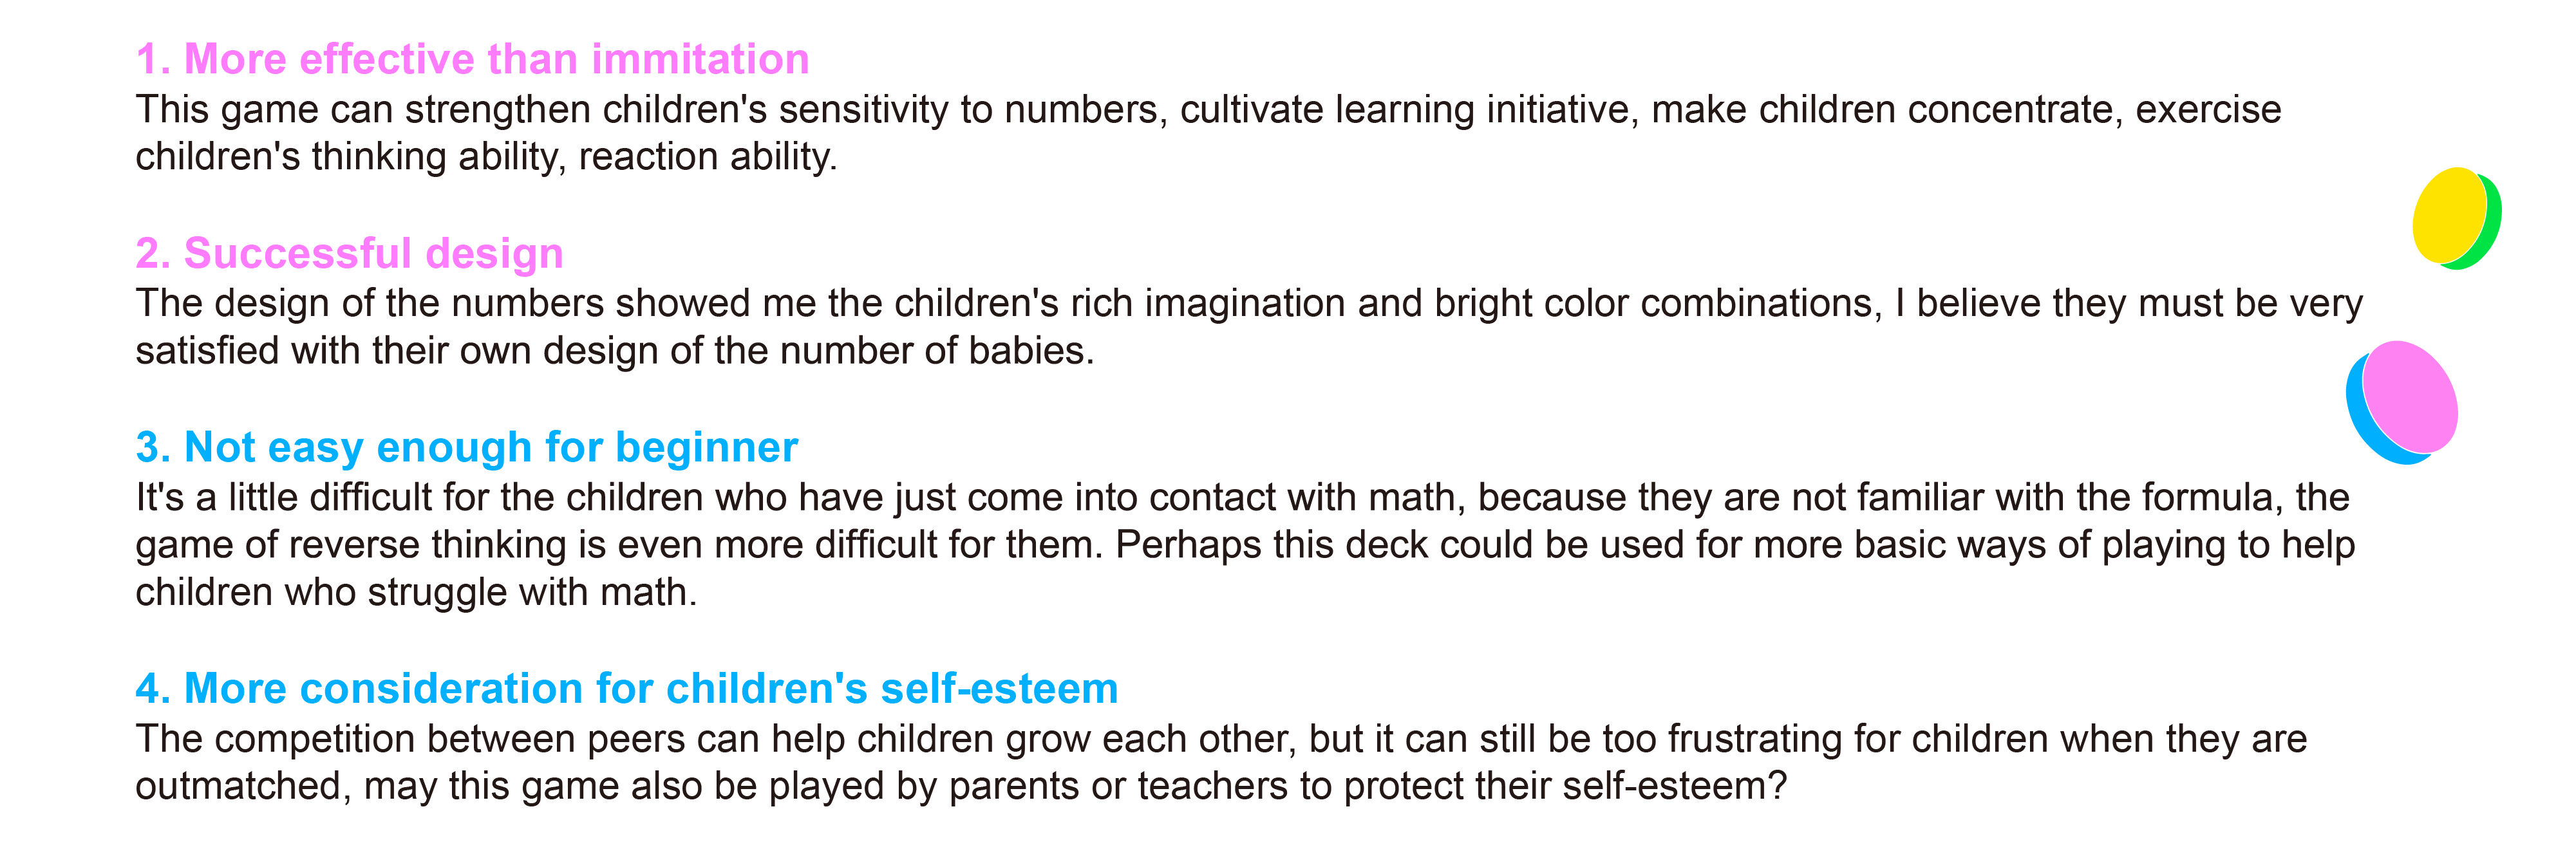 1. More effective than immitation
This game can strengthen children's sensitivity to numbers, cultivate learning initiative, make children concentrate, exercise
children's thinking ability, reaction ability.
2. Successful design
The design of the numbers showed me the children's rich imagination and bright color combinations, I believe they must be very
satisfied with their own design of the number of babies.
3. Not easy enough for beginner
It's a little difficult for the children who have just come into contact with math, because they are not familiar with the formula, the
game of reverse thinking is even more difficult for them. Perhaps this deck could be used for more basic ways of playing to help
children who struggle with math.
4. More consideration for children's self-esteem
The competition between peers can help children grow each other, but it can still be too frustrating for children when they are
outmatched, may this game also be played by parents or teachers to protect their self-esteem?